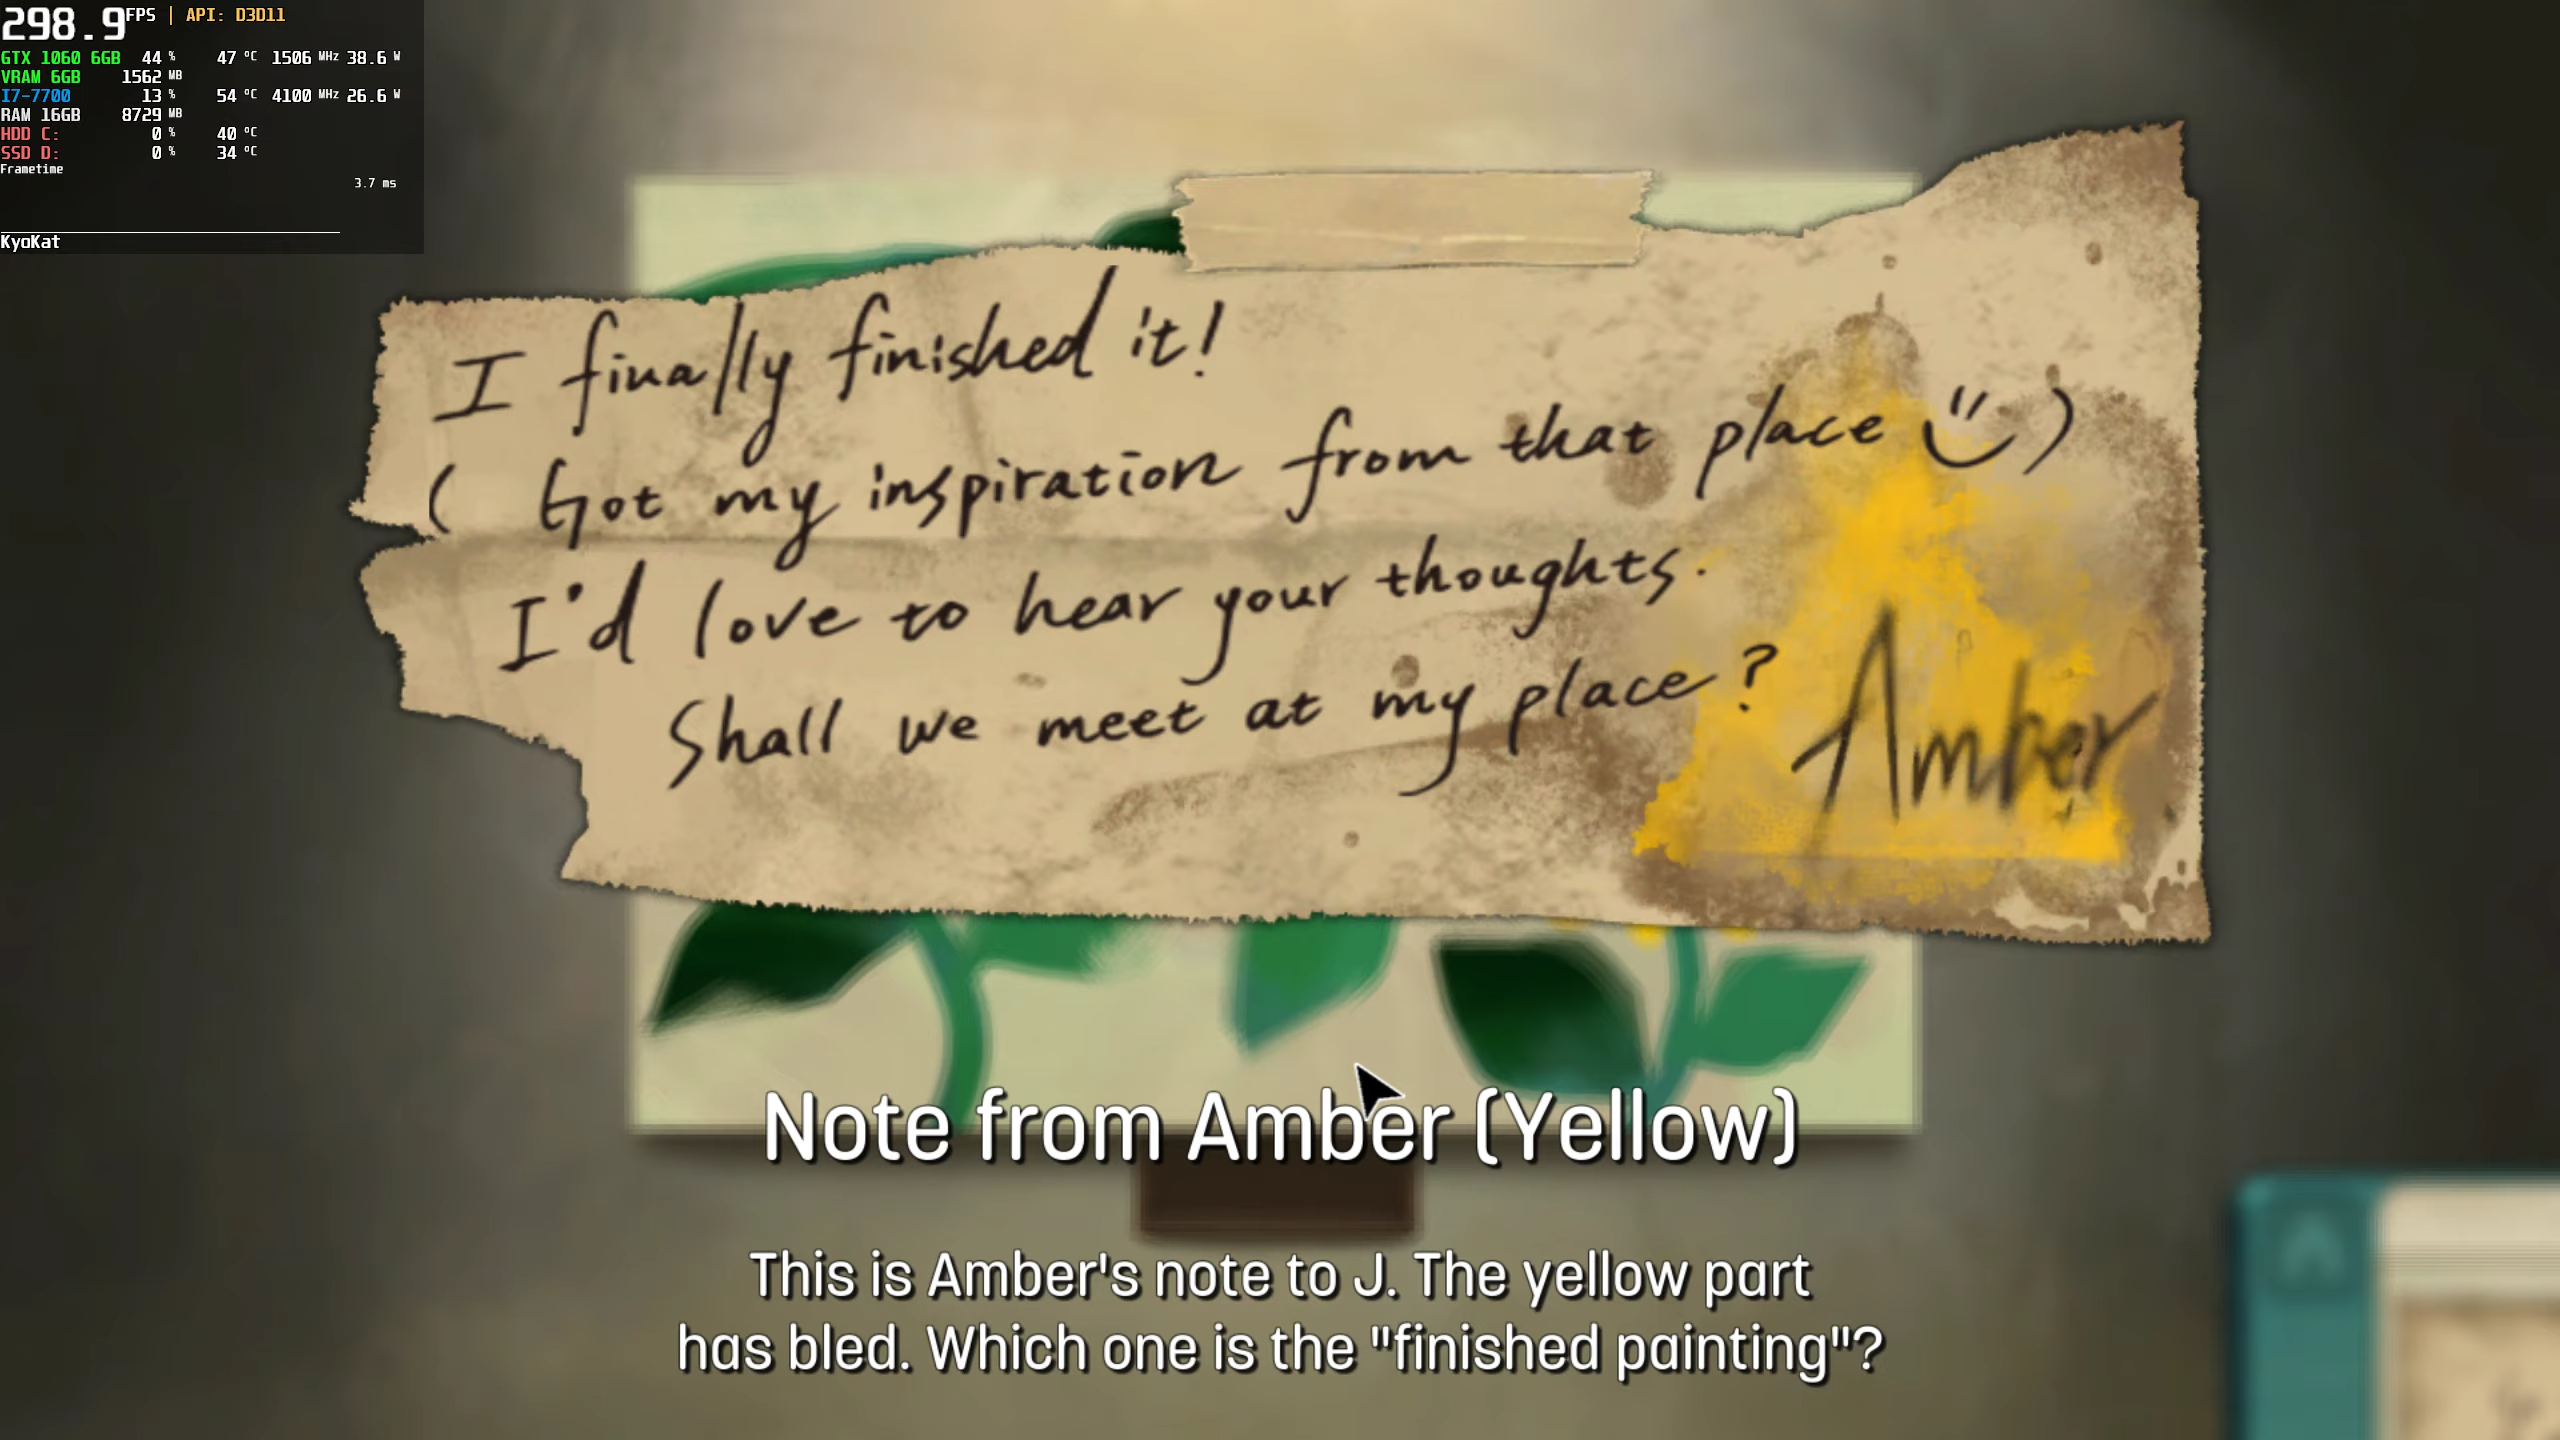 298.9 FPS | API: D3D11
GTX 1060 6GB 44 % 47 °C 1506 MHz 38.6 W
VRAM 6GB 1562 MB
I7-7700 13 % 54 °C 4100 MHz 26.6 W
RAM 16GB 8729 MB
HDD C: 0 % 40 °C
SSD D: 0 % 34 °C
Frametime
3.7 ms
KyoKat
I finally finished it!
( Got my inspiration from that place )
I'd love to hear your thoughts.
Shall we meet at my place?
Amber
Note from Amber (Yellow)
This is Amber's note to J. The yellow part
has bled. Which one is the "finished painting"?